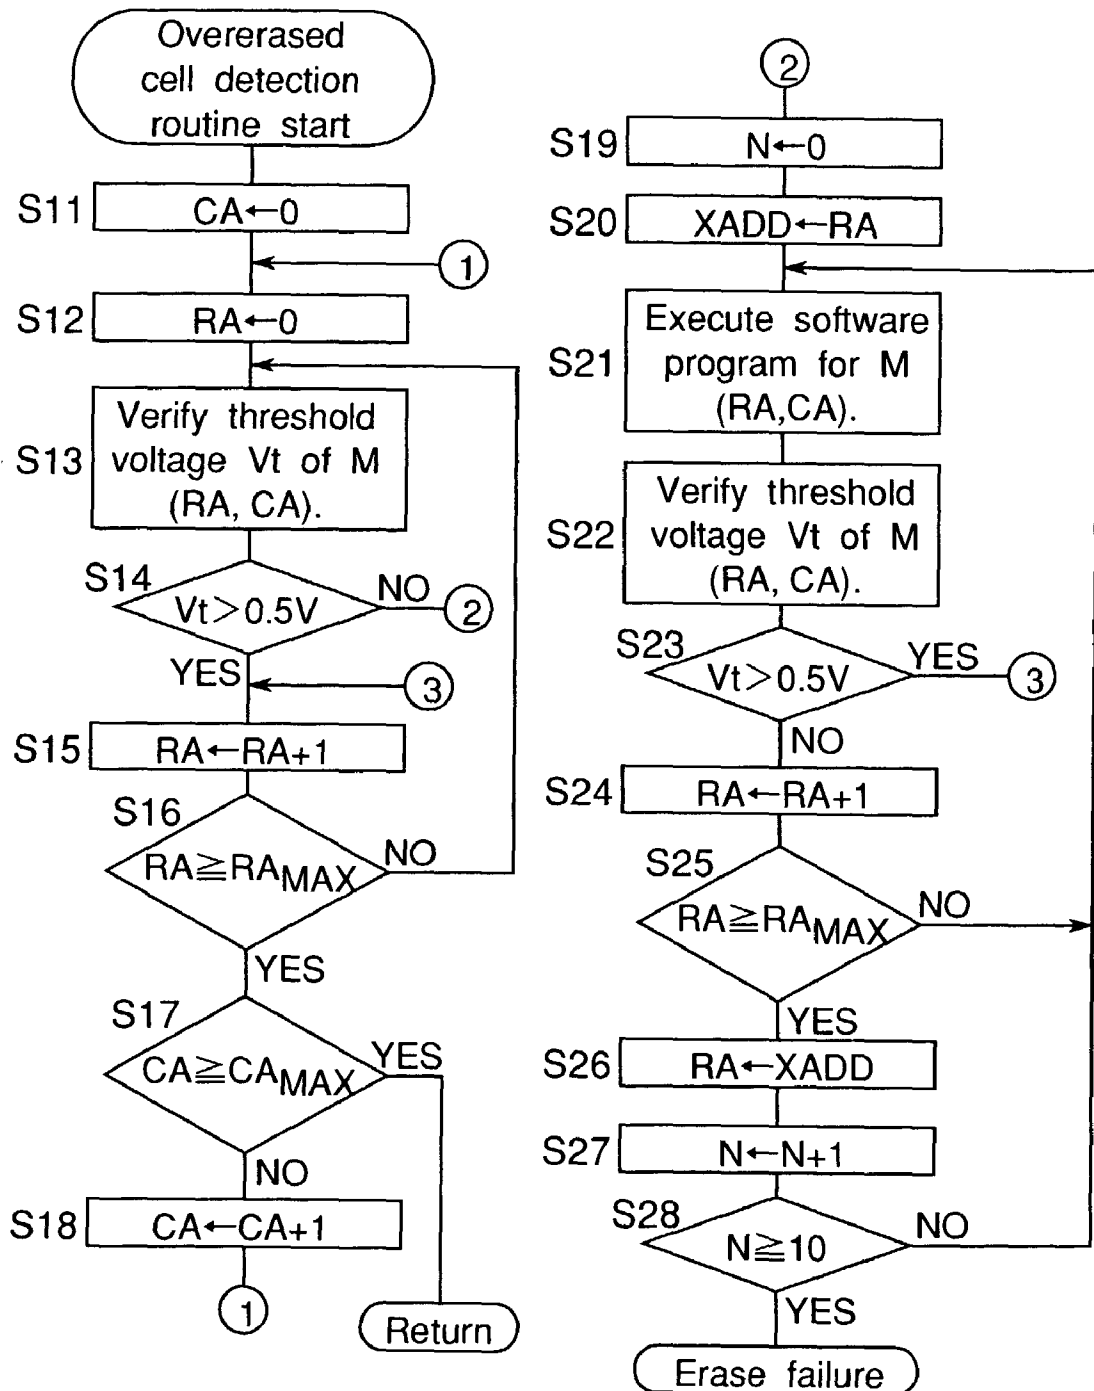 Overerased
cell detection
routine start
S11
CA←0
1
S12
RA←0
S13
Verify threshold
voltage Vt of M
(RA, CA).
S14
Vt>0.5V
NO
2
YES
3
S15
RA←RA+1
S16
RA≧RAMAX
NO
YES
S17
CA≧CAMAX
YES
NO
S18
CA←CA+1
1
Return
2
S19
N←0
S20
XADD←RA
S21
Execute software
program for M
(RA,CA).
S22
Verify threshold
voltage Vt of M
(RA, CA).
S23
Vt>0.5V
YES
3
NO
S24
RA←RA+1
S25
RA≧RAMAX
NO
YES
S26
RA←XADD
S27
N←N+1
S28
N≧10
NO
YES
Erase failure